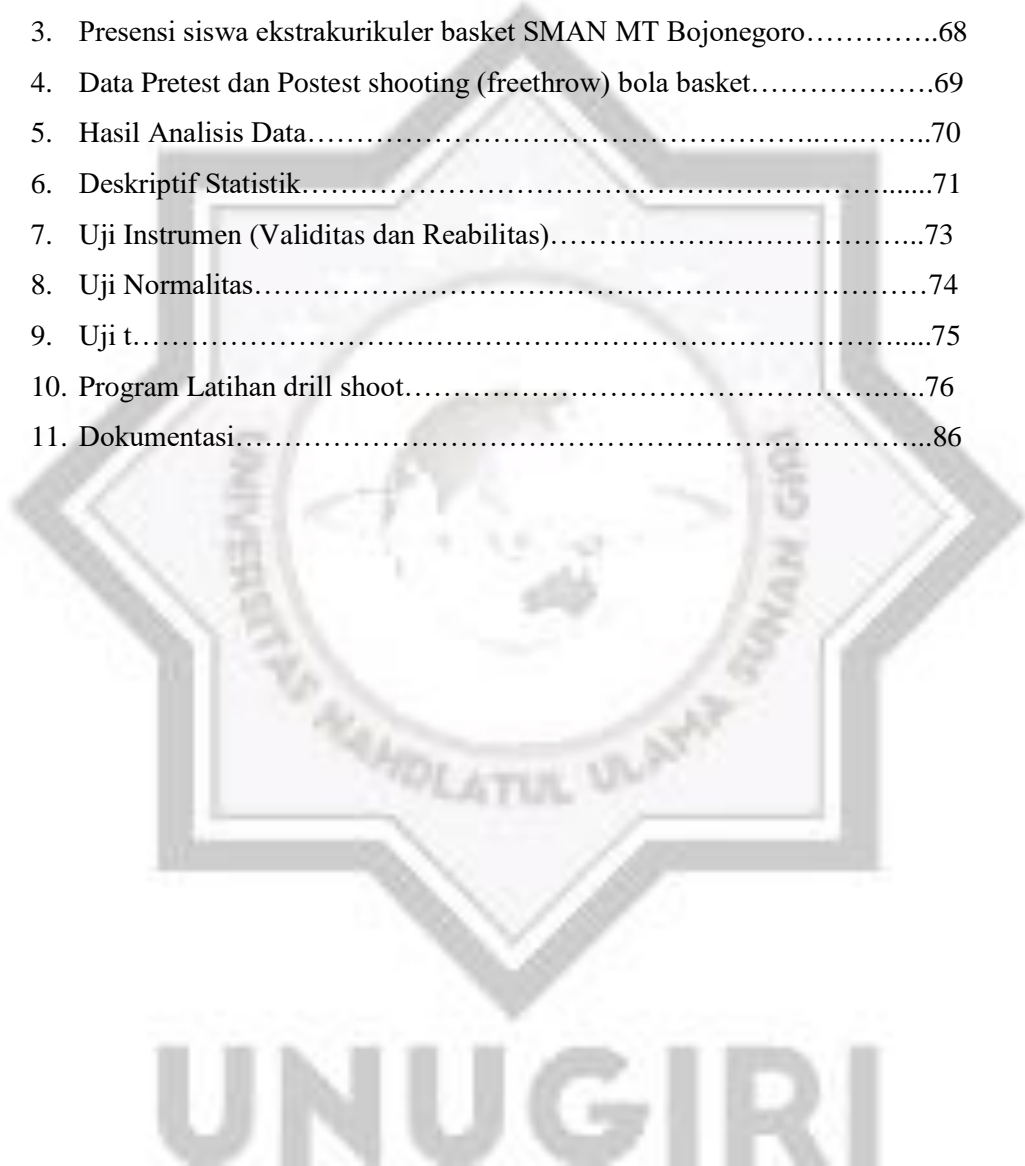 3. Presensi siswa ekstrakurikuler basket SMAN MT Bojonegoro…………..68
4. Data Pretest dan Postest shooting (freethrow) bola basket……………….69
5. Hasil Analisis Data……………………………………………..…………..70
6. Deskriptif Statistik……………………………..……………………….......71
7. Uji Instrumen (Validitas dan Reabilitas)………………………………...73
8. Uji Normalitas……………………………………………………………74
9. Uji t…………………………………………………………………….....75
10. Program Latihan drill shoot………………………………………….…..76
11. Dokumentasi……………………………………………………………...86
UNIVERSITAS NAHDLATUL ULAMA SUNAN GIRI
UNUGIRI